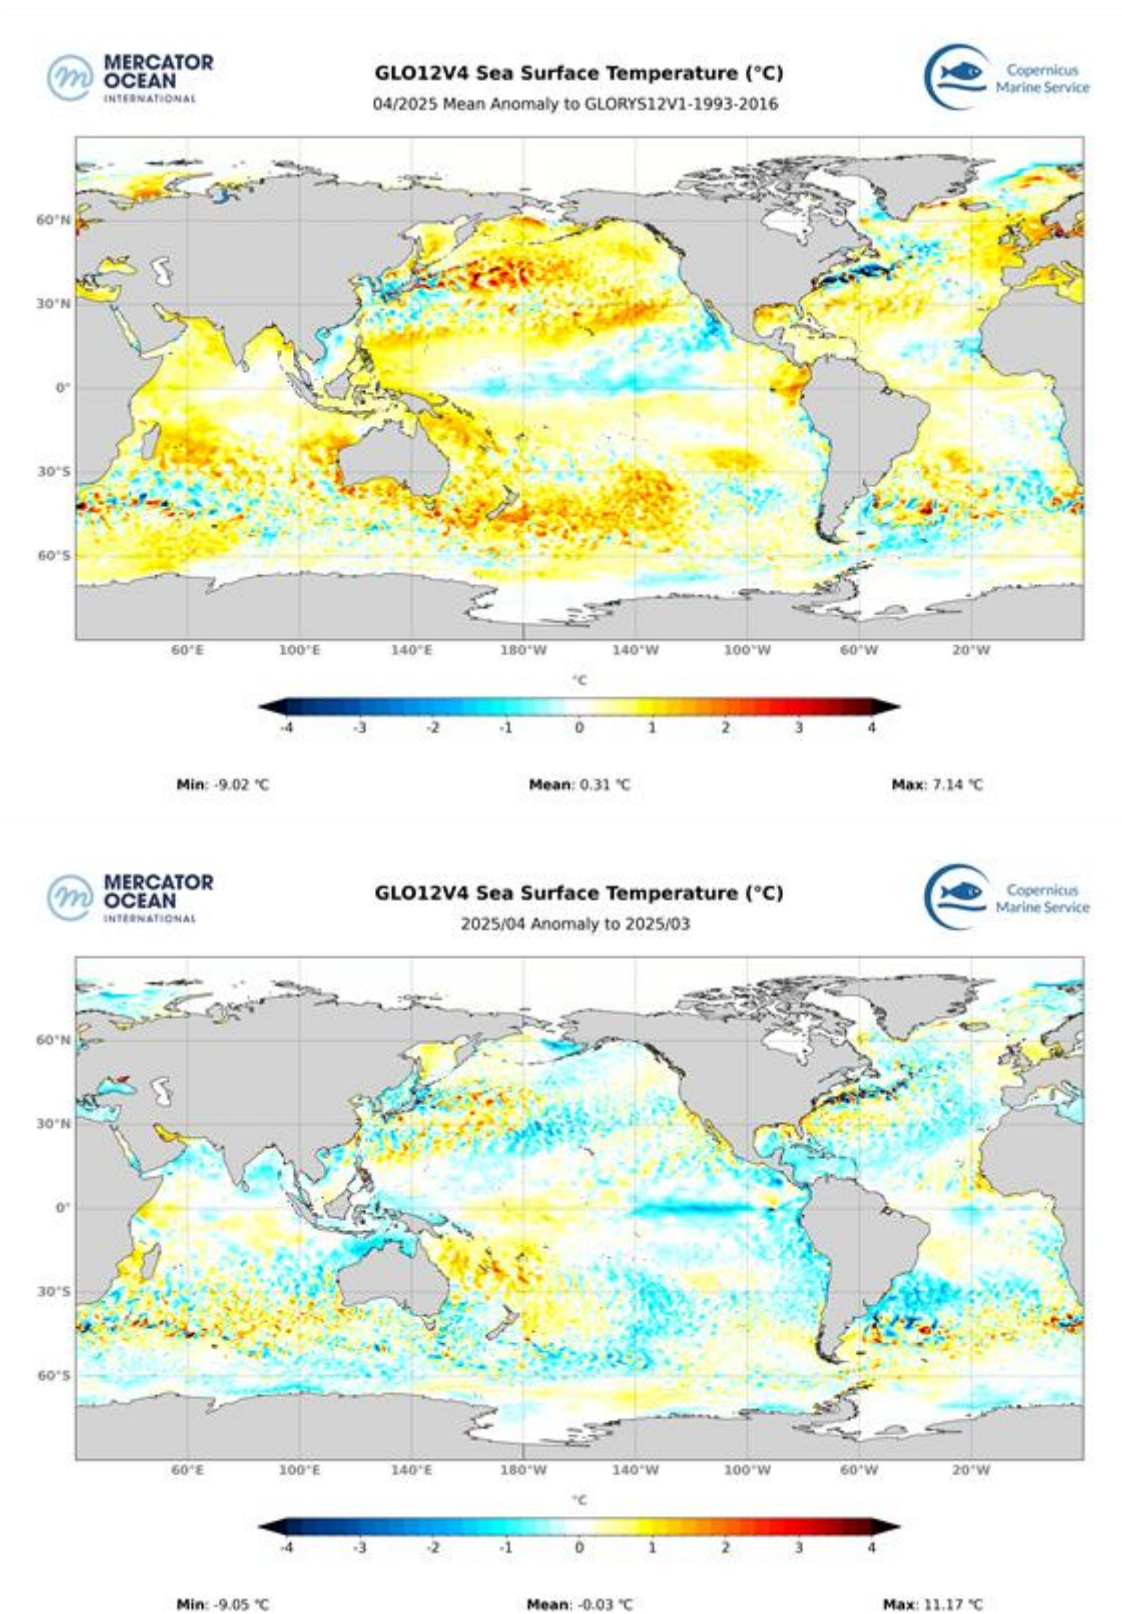 MERCATOR
OCEAN
INTERNATIONAL
GLO12V4 Sea Surface Temperature (°C)
04/2025 Mean Anomaly to GLORYS12V1-1993-2016
Copernicus
Marine Service
60°N
30°N
0°
30°S
60°S
60°E 100°E 140°E 180°W 140°W 100°W 60°W 20°W
°C
-4 -3 -2 -1 0 1 2 3 4
Min: -9.02 °C Mean: 0.31 °C Max: 7.14 °C
MERCATOR
OCEAN
INTERNATIONAL
GLO12V4 Sea Surface Temperature (°C)
2025/04 Anomaly to 2025/03
Copernicus
Marine Service
60°N
30°N
0°
30°S
60°S
60°E 100°E 140°E 180°W 140°W 100°W 60°W 20°W
°C
-4 -3 -2 -1 0 1 2 3 4
Min: -9.05 °C Mean: -0.03 °C Max: 11.17 °C